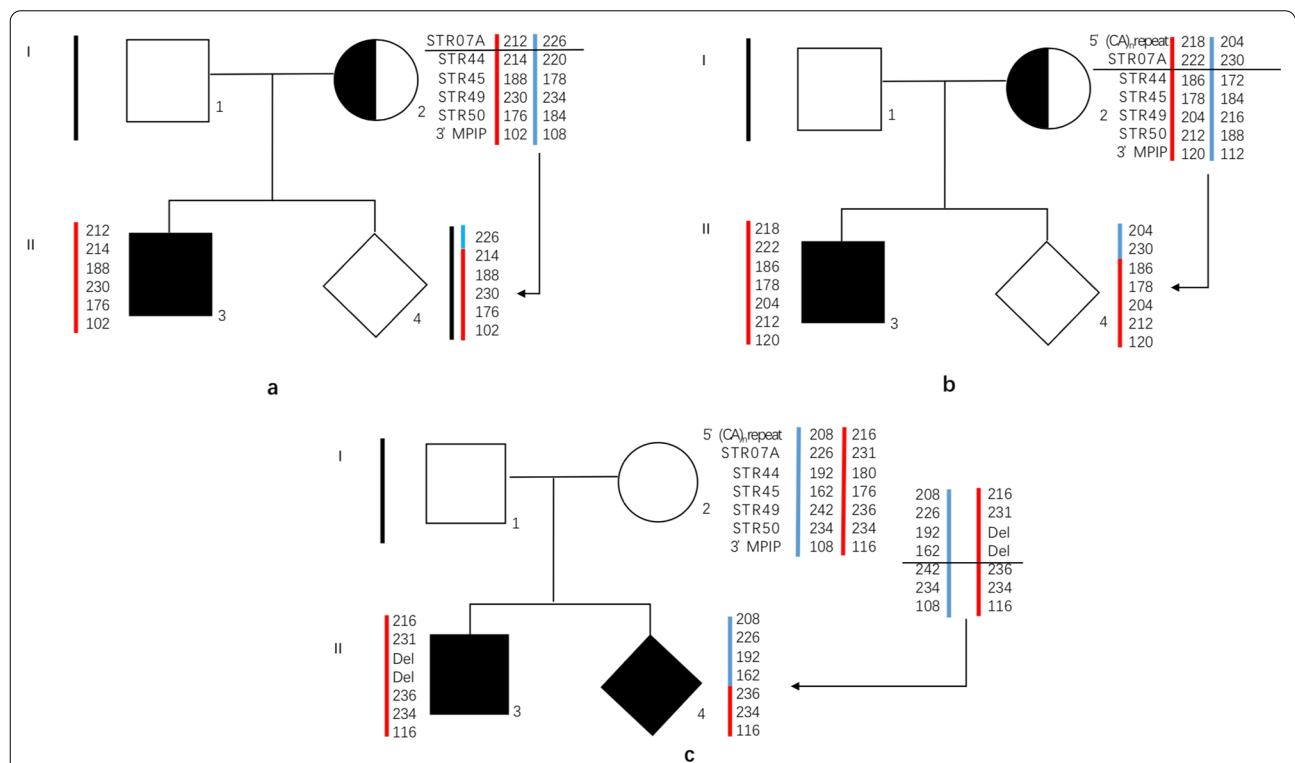 I
1
2
STR07A 212 226
STR44 214 220
STR45 188 178
STR49 230 234
STR50 176 184
3' MPIP 102 108
II
212
214
188
230
176
102
3
4
226
214
188
230
176
102
a
I
1
2
5' (CA)n repeat 218 204
STR07A 222 230
STR44 186 172
STR45 178 184
STR49 204 216
STR50 212 188
3' MPIP 120 112
II
218
222
186
178
204
212
120
3
4
204
230
186
178
204
212
120
b
I
1
2
5' (CA)n repeat 208 216
STR07A 226 231
STR44 192 180
STR45 162 176
STR49 242 236
STR50 234 234
3' MPIP 108 116
208 216
226 231
192 Del
162 Del
242 236
234 234
108 116
II
216
231
Del
Del
236
234
116
3
4
208
226
192
162
236
234
116
c